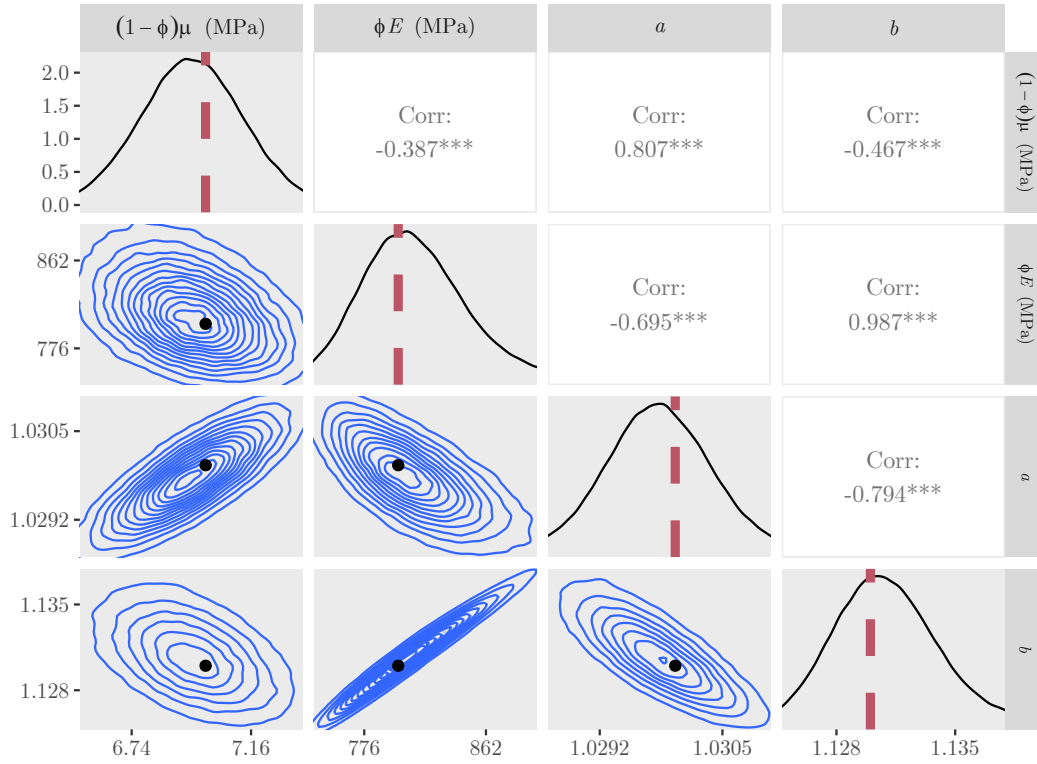 (1 − ϕ)μ (MPa)
ϕE (MPa)
a
b
2.0
1.5
1.0
0.5
0.0
Corr:
-0.387***
Corr:
0.807***
Corr:
-0.467***
(1 − ϕ)μ (MPa)
862
776
Corr:
-0.695***
Corr:
0.987***
ϕE (MPa)
1.0305
1.0292
Corr:
-0.794***
a
1.135
1.128
b
6.74
7.16
776
862
1.0292
1.0305
1.128
1.135